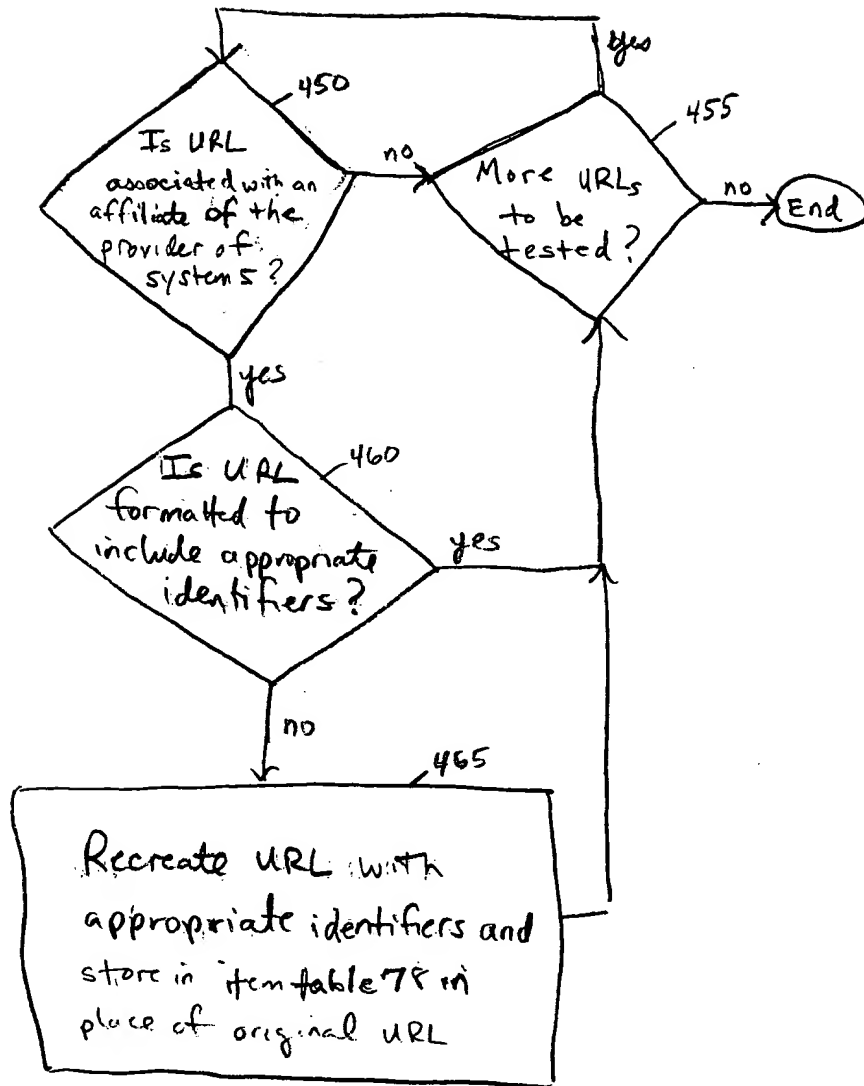 yes
450
455
Is URL
associated with an
affiliate of the
provider of
system 5?
no
More URLs
to be
tested?
no
End
yes
Is URL
formatted to
include appropriate
identifiers?
460
yes
no
465
Recreate URL with
appropriate identifiers and
store in item table 78 in
place of original URL